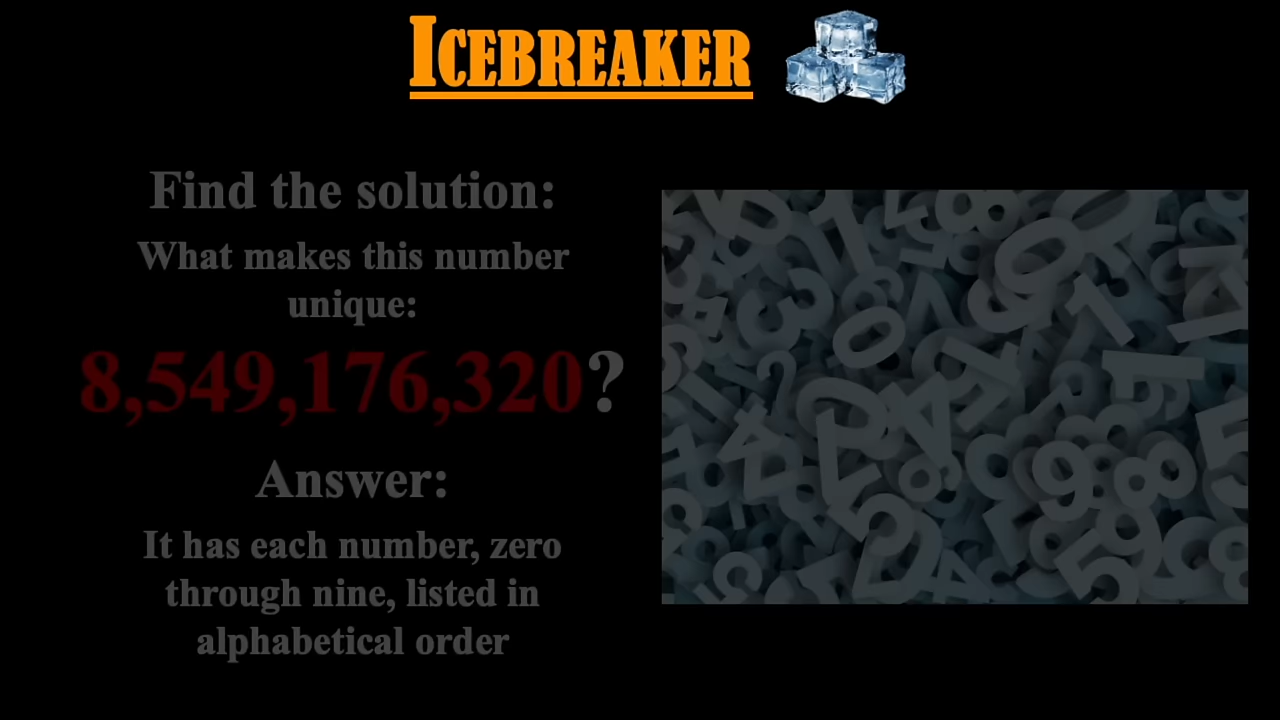 ICEBREAKER
Find the solution:
What makes this number
unique:
8,549,176,320?
Answer:
It has each number, zero
through nine, listed in
alphabetical order